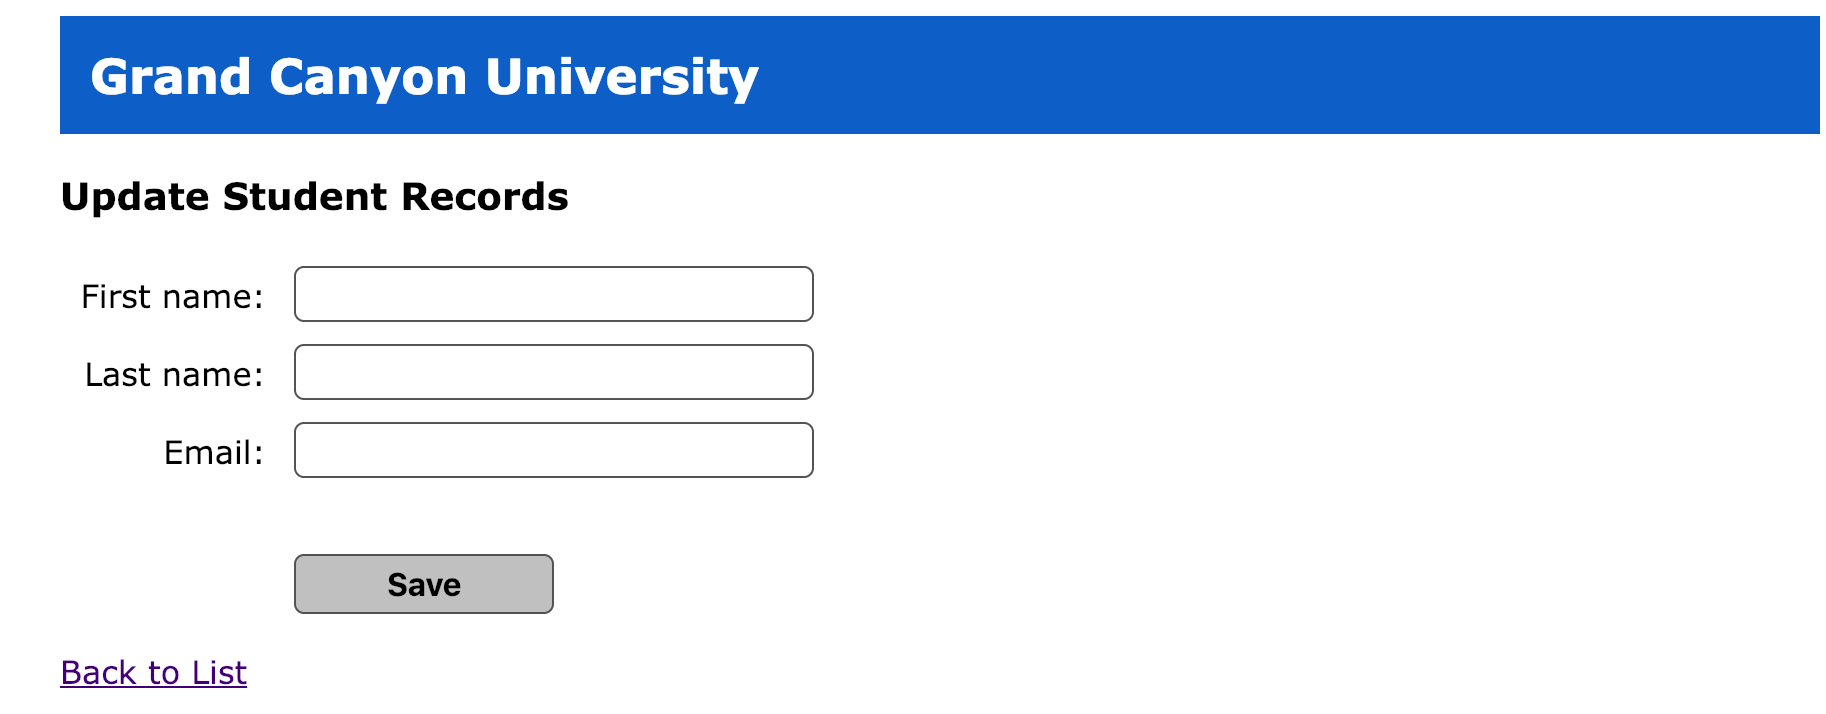 Grand Canyon University
Update Student Records
First name:
Last name:
Email:
Save
Back to List